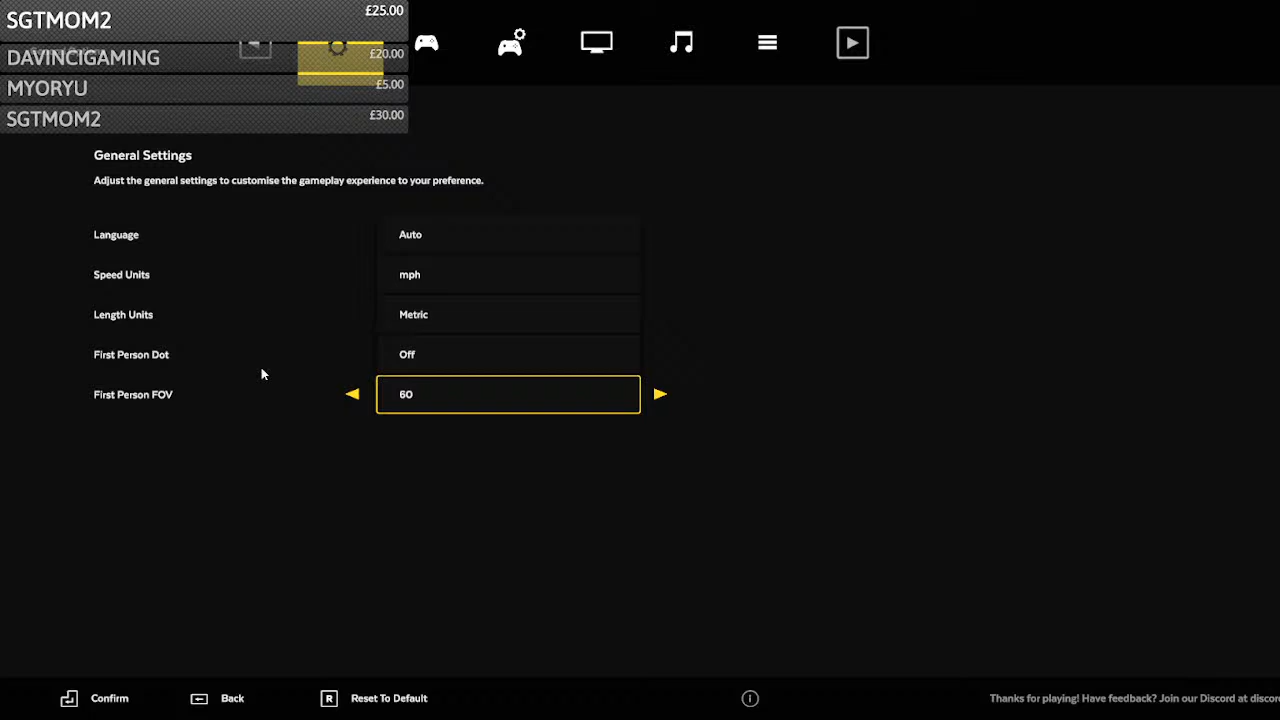 SGTMOM2 £25.00
DAVINCIGAMING £20.00
MYORYU £5.00
SGTMOM2 £30.00
General Settings
Adjust the general settings to customise the gameplay experience to your preference.
Language Auto
Speed Units mph
Length Units Metric
First Person Dot Off
First Person FOV 60
Confirm Back R Reset To Default Thanks for playing! Have feedback? Join our Discord at